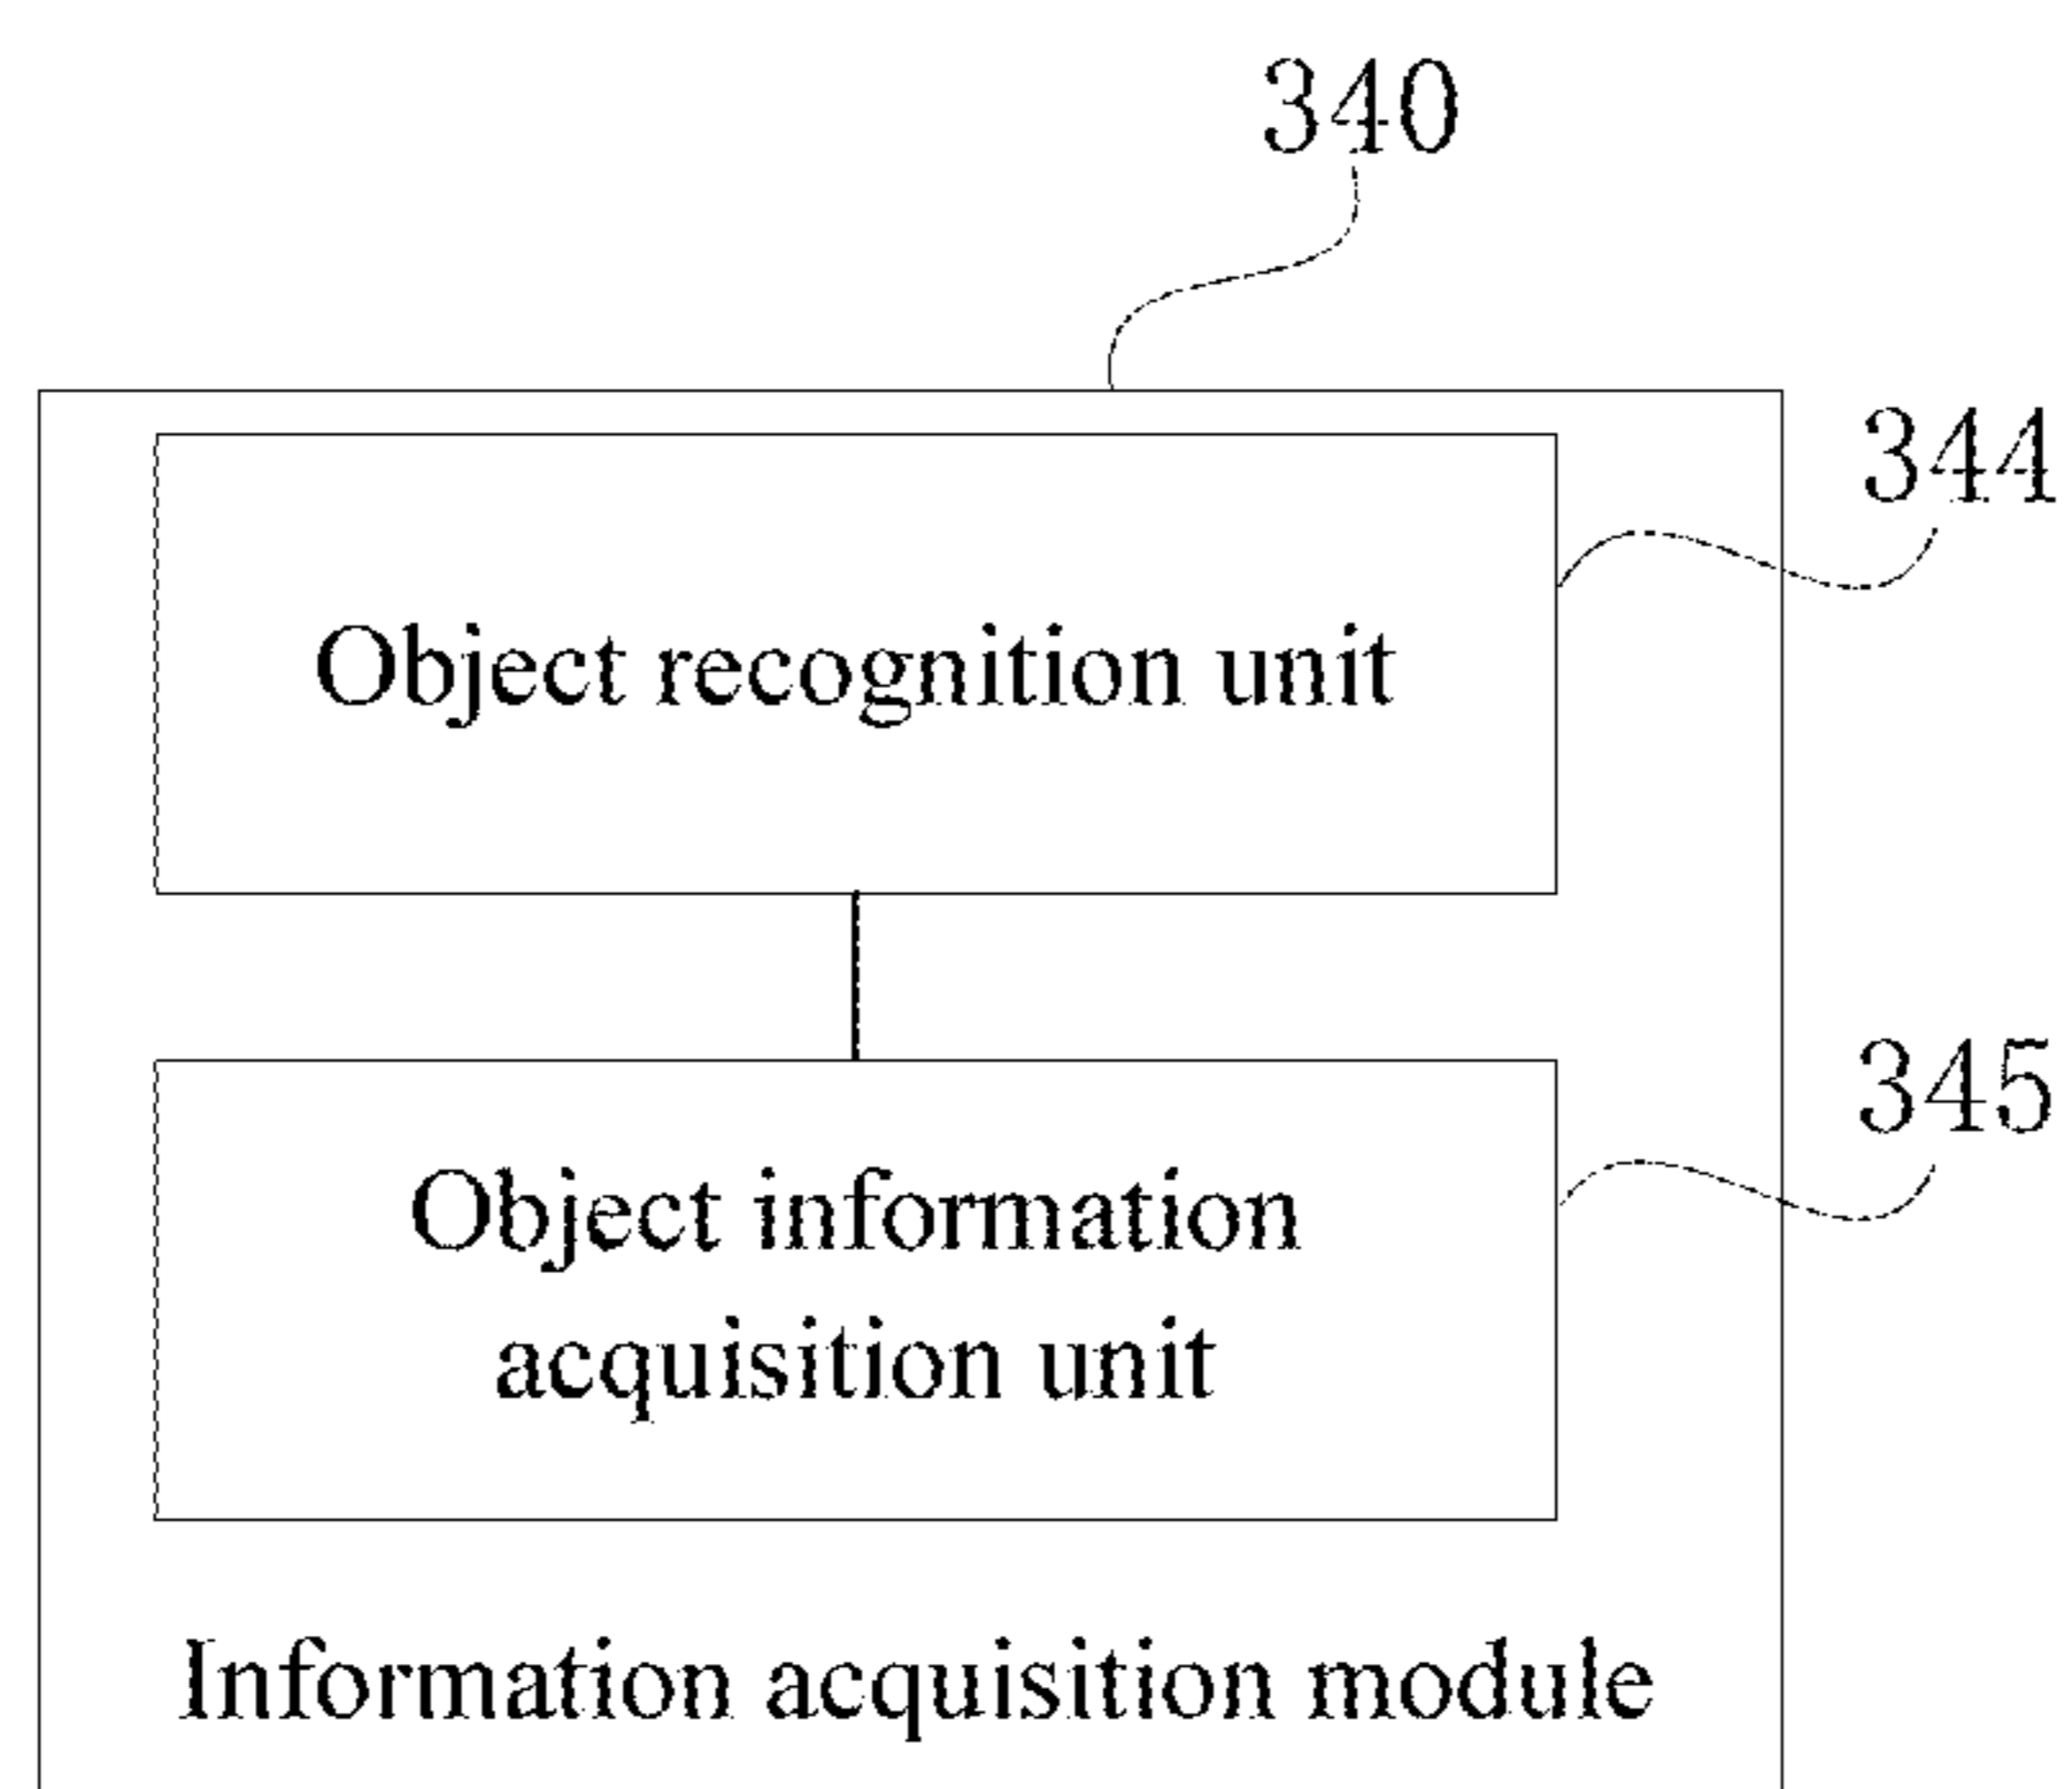 340
344
Object recognition unit
345
Object information
acquisition unit
Information acquisition module